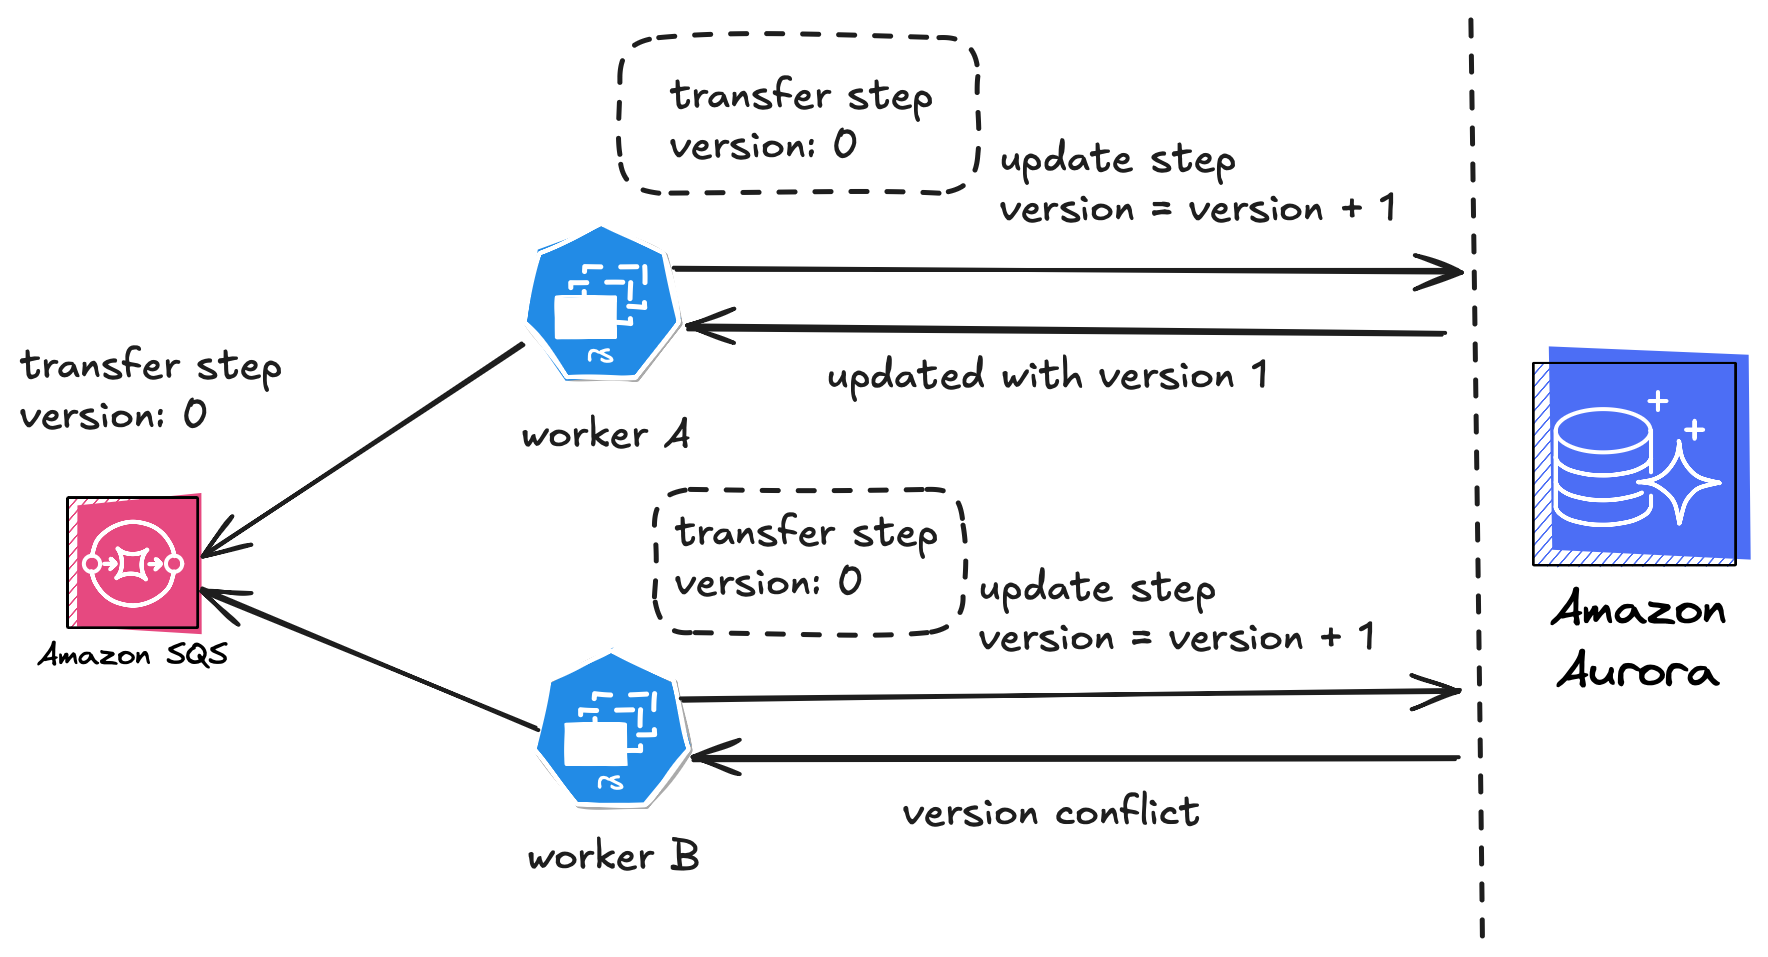 transfer step
version: 0
update step
version = version + 1
updated with version 1
transfer step
version: 0
rs
worker A
transfer step
version: 0
update step
version = version + 1
Amazon SQS
Amazon
Aurora
rs
version conflict
worker B